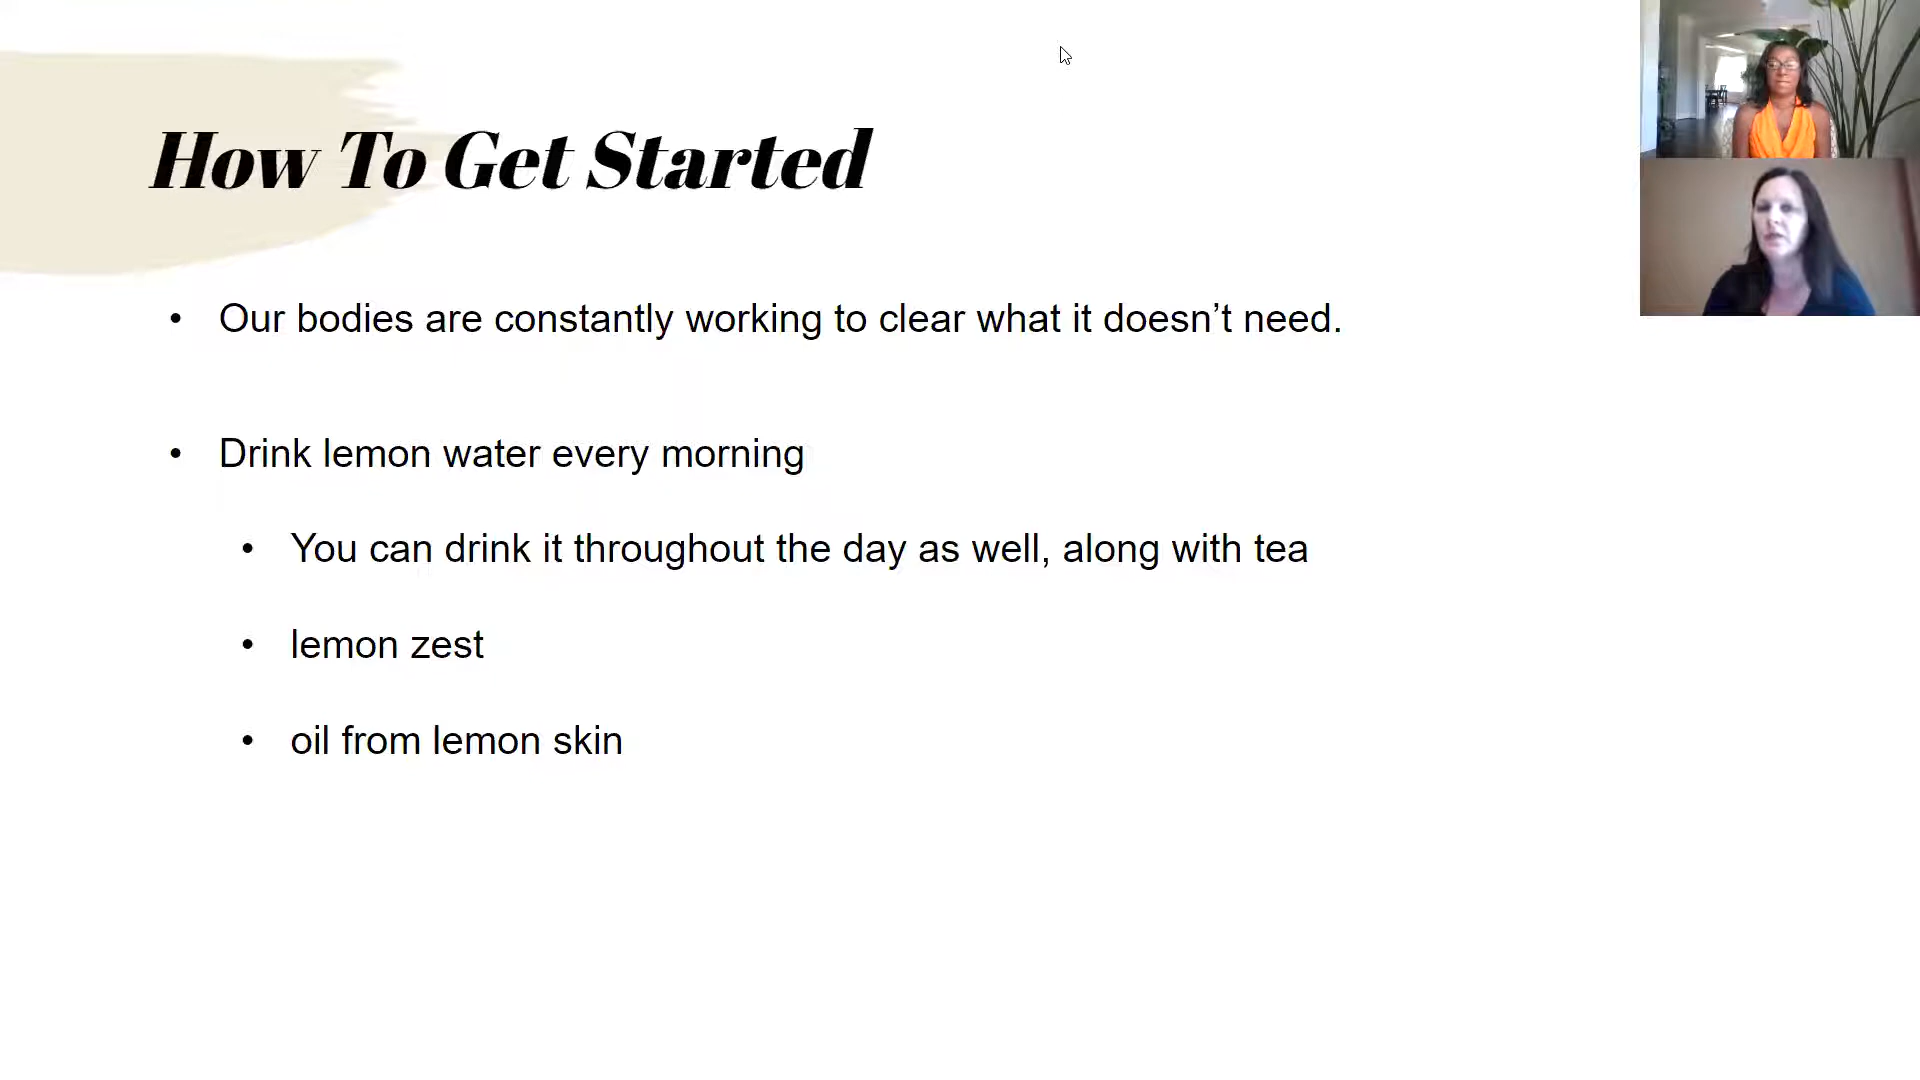 How To Get Started
• Our bodies are constantly working to clear what it doesn’t need.
• Drink lemon water every morning
• You can drink it throughout the day as well, along with tea
• lemon zest
• oil from lemon skin